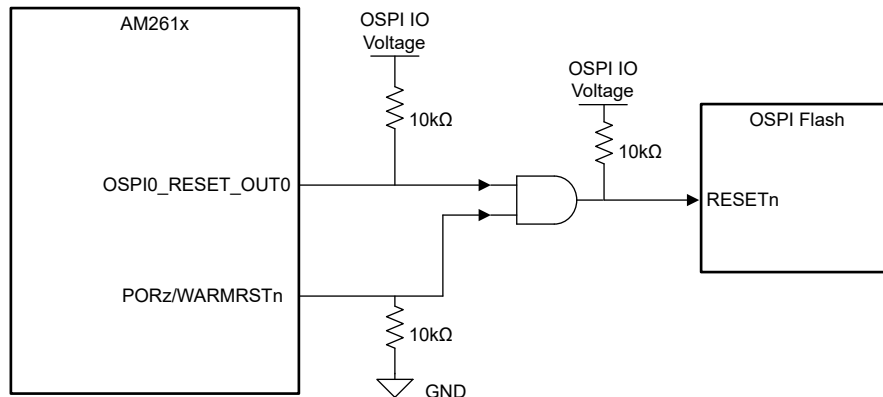 AM261x
OSPI IO
Voltage
10kΩ
OSPI IO
Voltage
10kΩ
OSPI Flash
OSPI0_RESET_OUT0
RESETn
PORz/WARMRSTn
10kΩ
GND